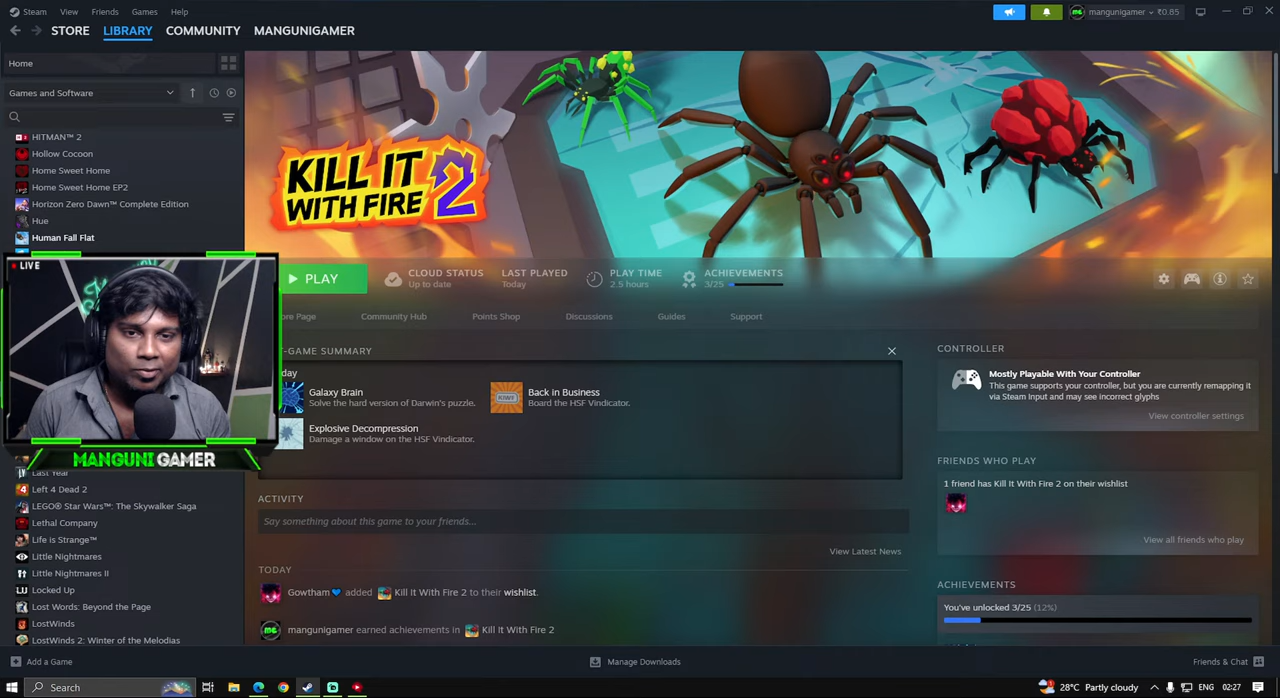 Steam View Friends Games Help
mangunigamer ₹0.85
STORE LIBRARY COMMUNITY MANGUNIGAMER
Home
Games and Software
HITMAN™ 2
Hollow Cocoon
Home Sweet Home
Home Sweet Home EP2
Horizon Zero Dawn™ Complete Edition
Hue
Human Fall Flat
LIVE
MANGUNI GAMER
Last Year
Left 4 Dead 2
LEGO® Star Wars™: The Skywalker Saga
Lethal Company
Life is Strange™
Little Nightmares
Little Nightmares II
Locked Up
Lost Words: Beyond the Page
LostWinds
LostWinds 2: Winter of the Melodias
Add a Game
KILL IT
WITH FIRE 2
PLAY
CLOUD STATUS
Up to date
LAST PLAYED
Today
PLAY TIME
2.5 hours
ACHIEVEMENTS
3/25
Page Community Hub Points Shop Discussions Guides Support
-GAME SUMMARY
Galaxy Brain
Solve the hard version of Darwin's puzzle.
KIWI
Back in Business
Board the HSF Vindicator.
Explosive Decompression
Damage a window on the HSF Vindicator.
ACTIVITY
Say something about this game to your friends...
View Latest News
TODAY
Gowtham added Kill It With Fire 2 to their wishlist.
mangunigamer earned achievements in Kill It With Fire 2
CONTROLLER
Mostly Playable With Your Controller
This game supports your controller, but you are currently remapping it
via Steam Input and may see incorrect glyphs
View controller settings
FRIENDS WHO PLAY
1 friend has Kill It With Fire 2 on their wishlist
View all friends who play
ACHIEVEMENTS
You've unlocked 3/25 (12%)
Manage Downloads
Friends & Chat
Search
28°C Partly cloudy
ENG
02:27